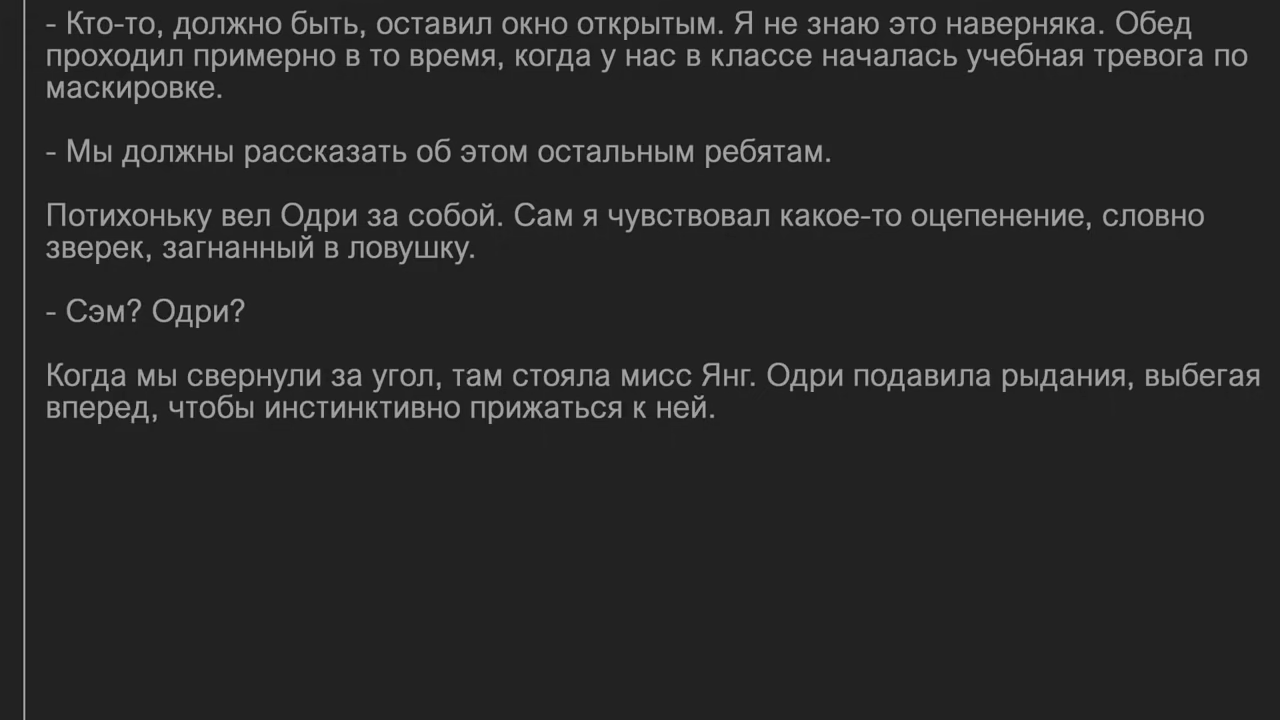 - Кто-то, должно быть, оставил окно открытым. Я не знаю это наверняка. Обед
проходил примерно в то время, когда у нас в классе началась учебная тревога по
маскировке.
- Мы должны рассказать об этом остальным ребятам.
Потихоньку вел Одри за собой. Сам я чувствовал какое-то оцепенение, словно
зверек, загнанный в ловушку.
- Сэм? Одри?
Когда мы свернули за угол, там стояла мисс Янг. Одри подавила рыдания, выбегая
вперед, чтобы инстинктивно прижаться к ней.